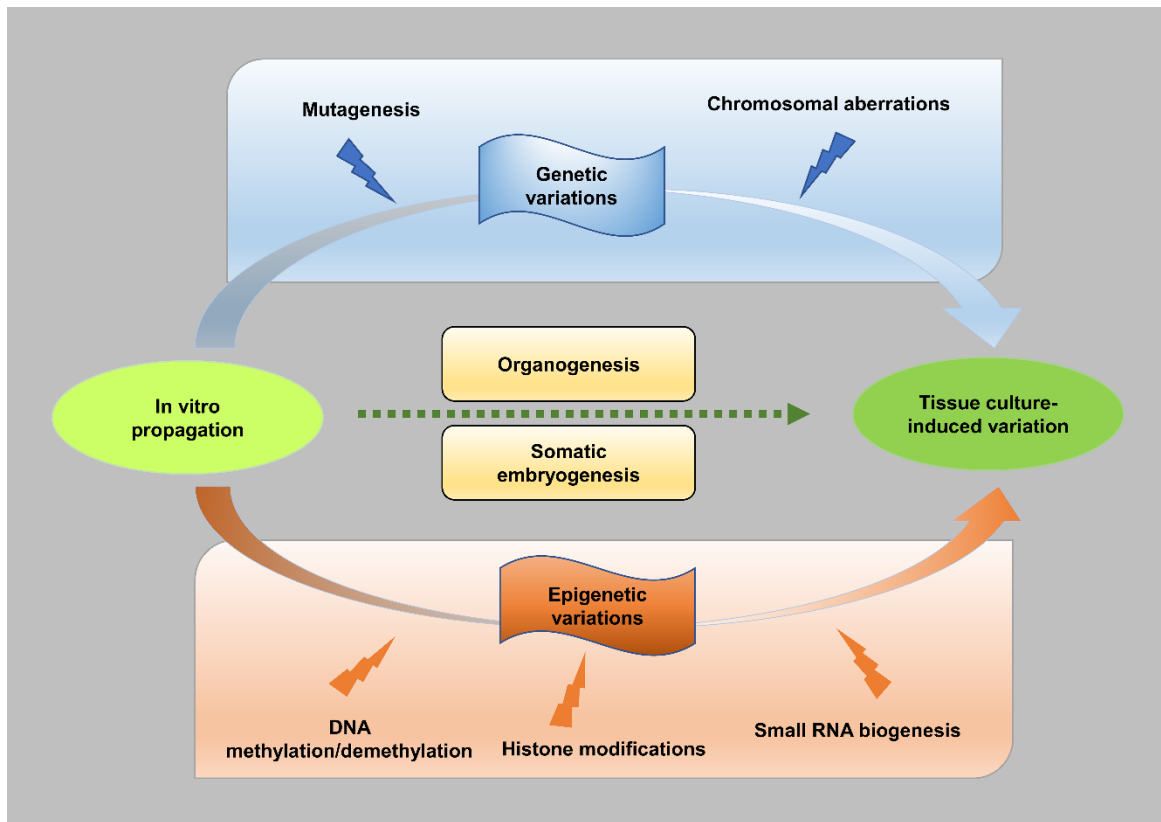 Mutagenesis
Chromosomal aberrations
Genetic
variations
Organogenesis
In vitro
propagation
Tissue culture-
induced variation
Somatic
embryogenesis
Epigenetic
variations
DNA
methylation/demethylation
Histone modifications
Small RNA biogenesis